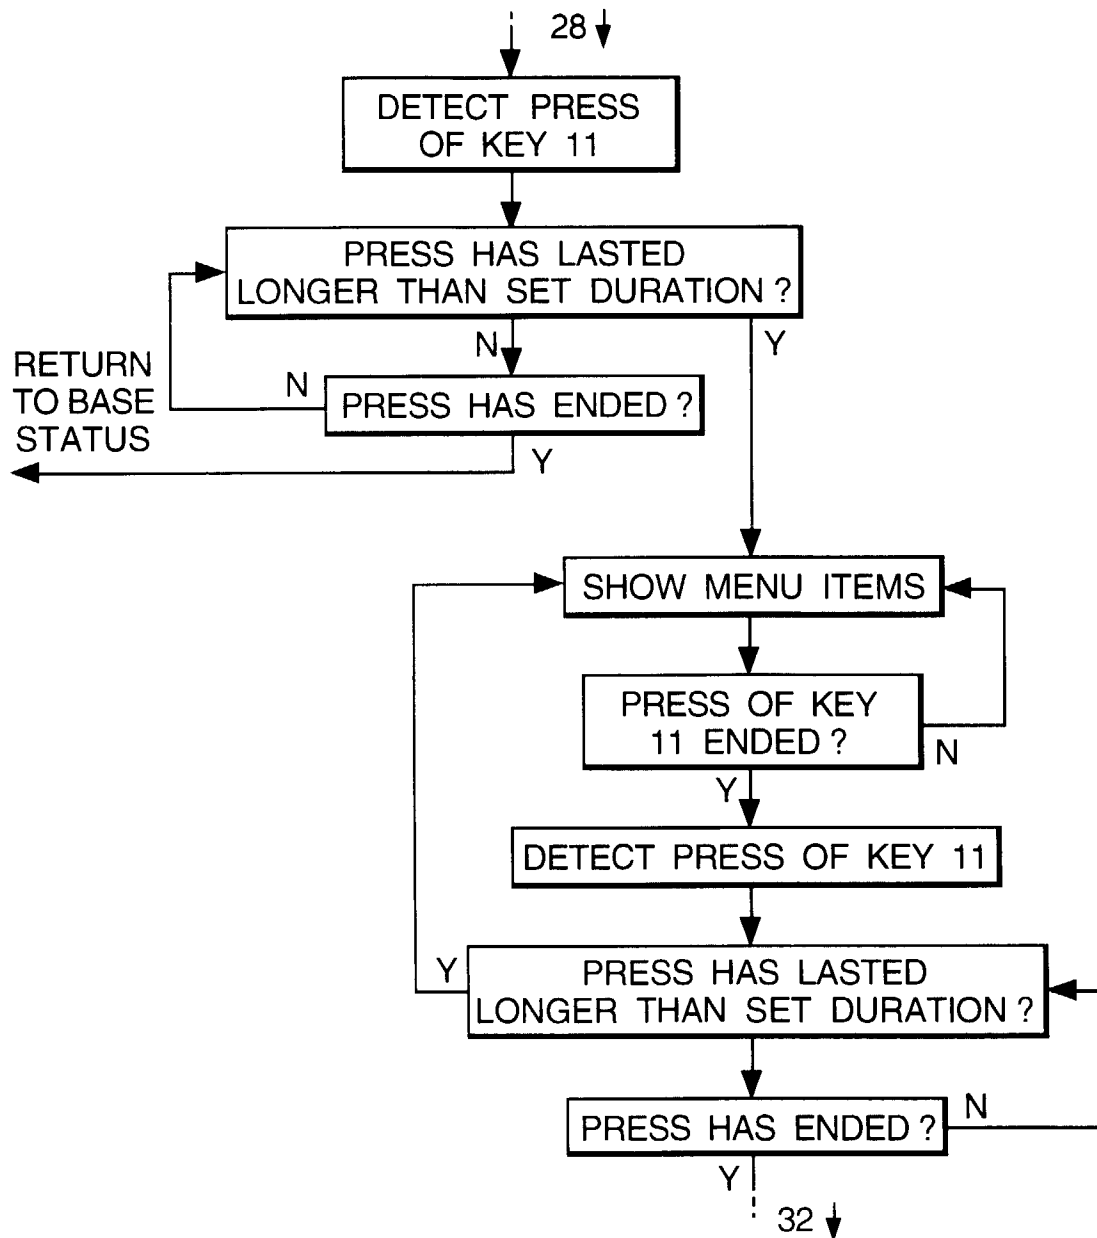 28
DETECT PRESS
OF KEY 11
PRESS HAS LASTED
LONGER THAN SET DURATION ?
N
Y
RETURN
TO BASE
STATUS
N
PRESS HAS ENDED ?
Y
SHOW MENU ITEMS
PRESS OF KEY
11 ENDED ?
N
Y
DETECT PRESS OF KEY 11
Y
PRESS HAS LASTED
LONGER THAN SET DURATION ?
PRESS HAS ENDED ?
N
Y
32